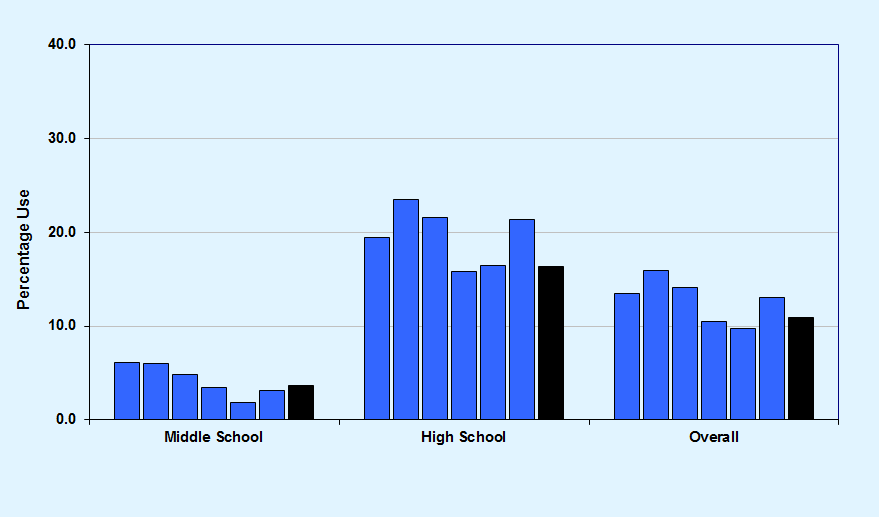 40.0
30.0
20.0
10.0
0.0
Percentage Use
Middle School
High School
Overall